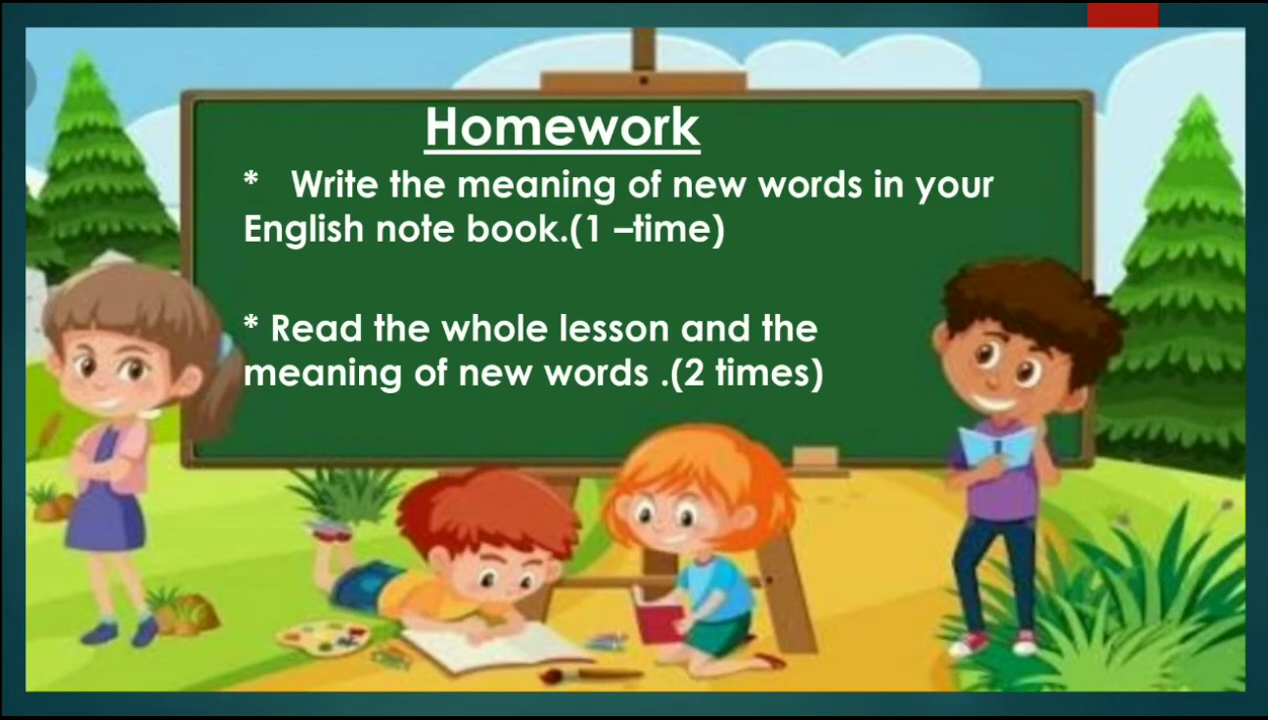 Homework
* Write the meaning of new words in your
English note book.(1 –time)
* Read the whole lesson and the
meaning of new words .(2 times)